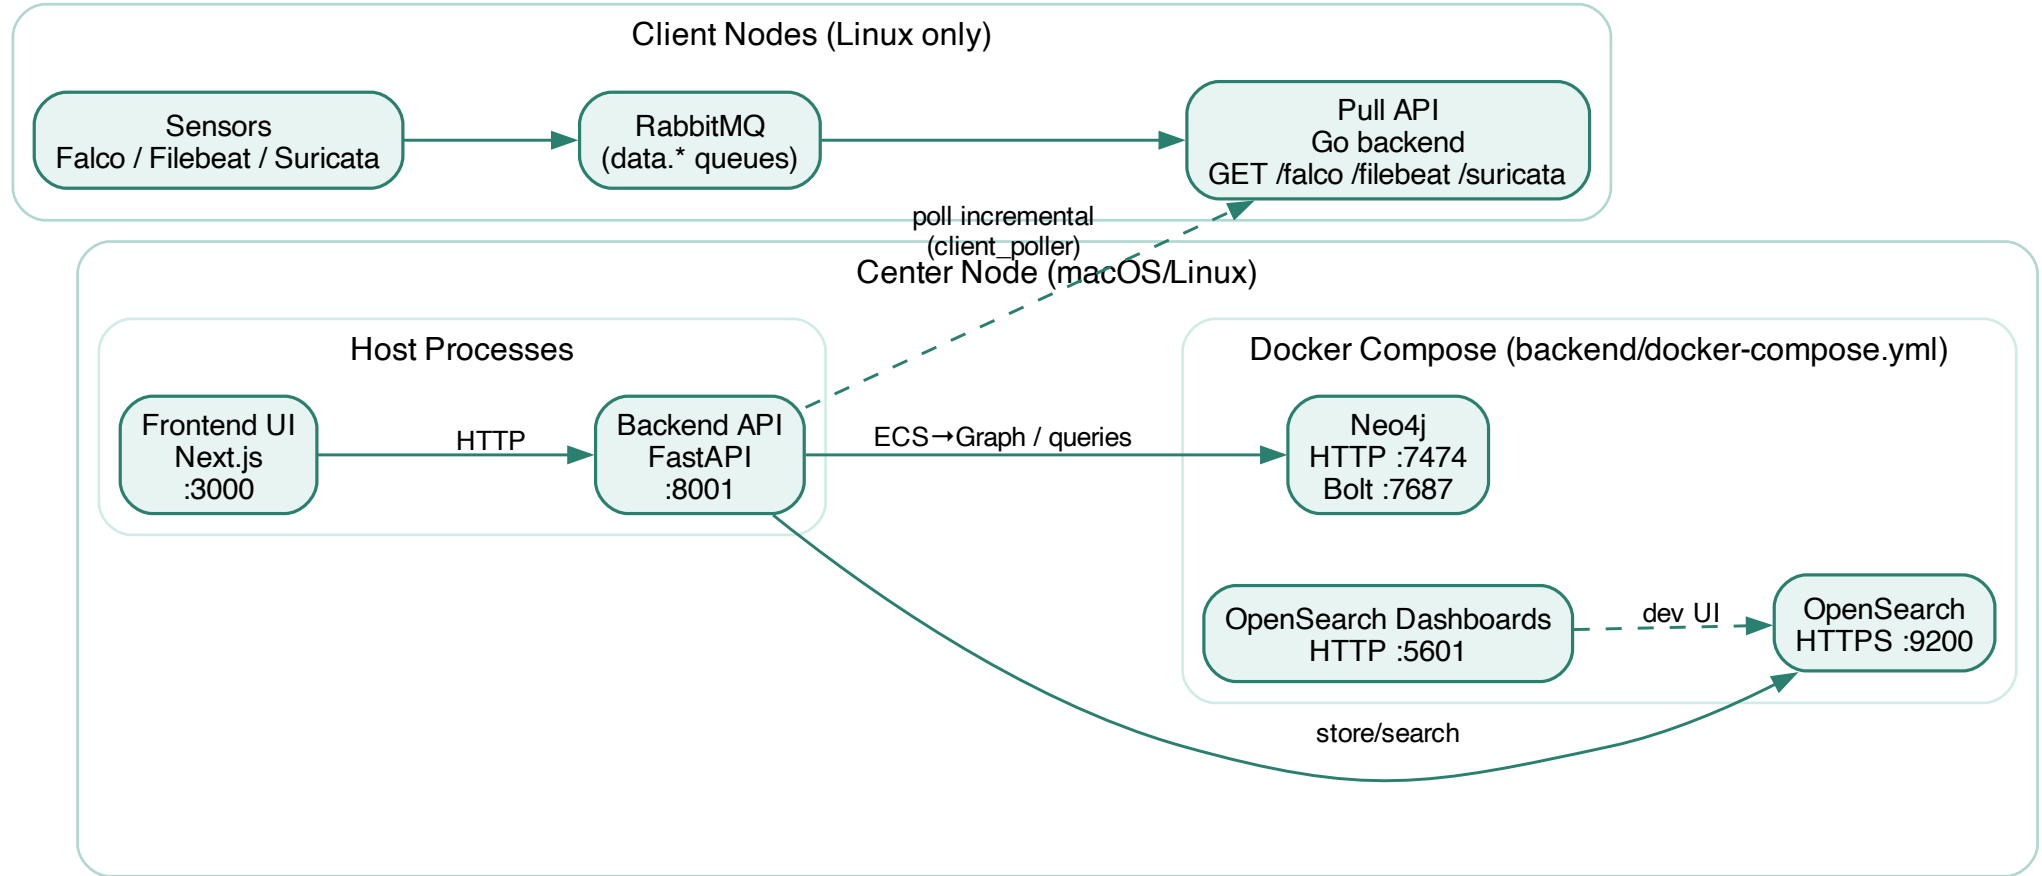 Client Nodes (Linux only)
Sensors
Falco / Filebeat / Suricata
RabbitMQ
(data.* queues)
Pull API
Go backend
GET /falco /filebeat /suricata
poll incremental
(client_poller)
Center Node (macOS/Linux)
Host Processes
Frontend UI
Next.js
:3000
HTTP
Backend API
FastAPI
:8001
ECS→Graph / queries
Docker Compose (backend/docker-compose.yml)
Neo4j
HTTP :7474
Bolt :7687
OpenSearch Dashboards
HTTP :5601
dev UI
OpenSearch
HTTPS :9200
store/search